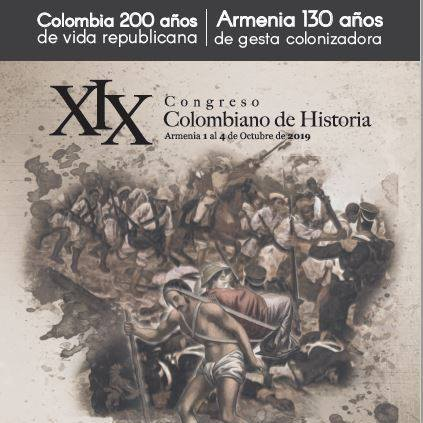 Colombia 200 años
de vida republicana
Armenia 130 años
de gesta colonizadora
XIX
Congreso
Colombiano de Historia
Armenia 1 al 4 de Octubre de 2019